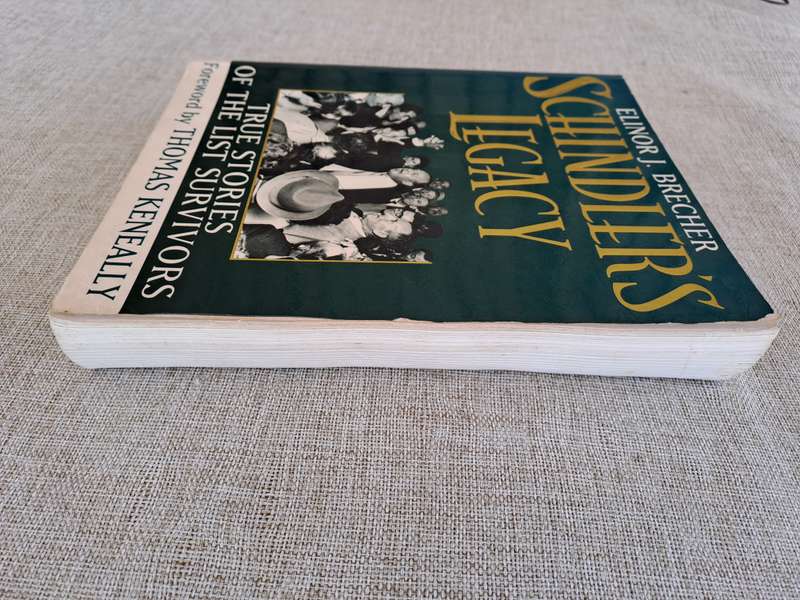 ELINOR J. BRECHER
SCHINDLER'S
LEGACY
TRUE STORIES
OF THE LIST SURVIVORS
Foreword by THOMAS KENEALLY